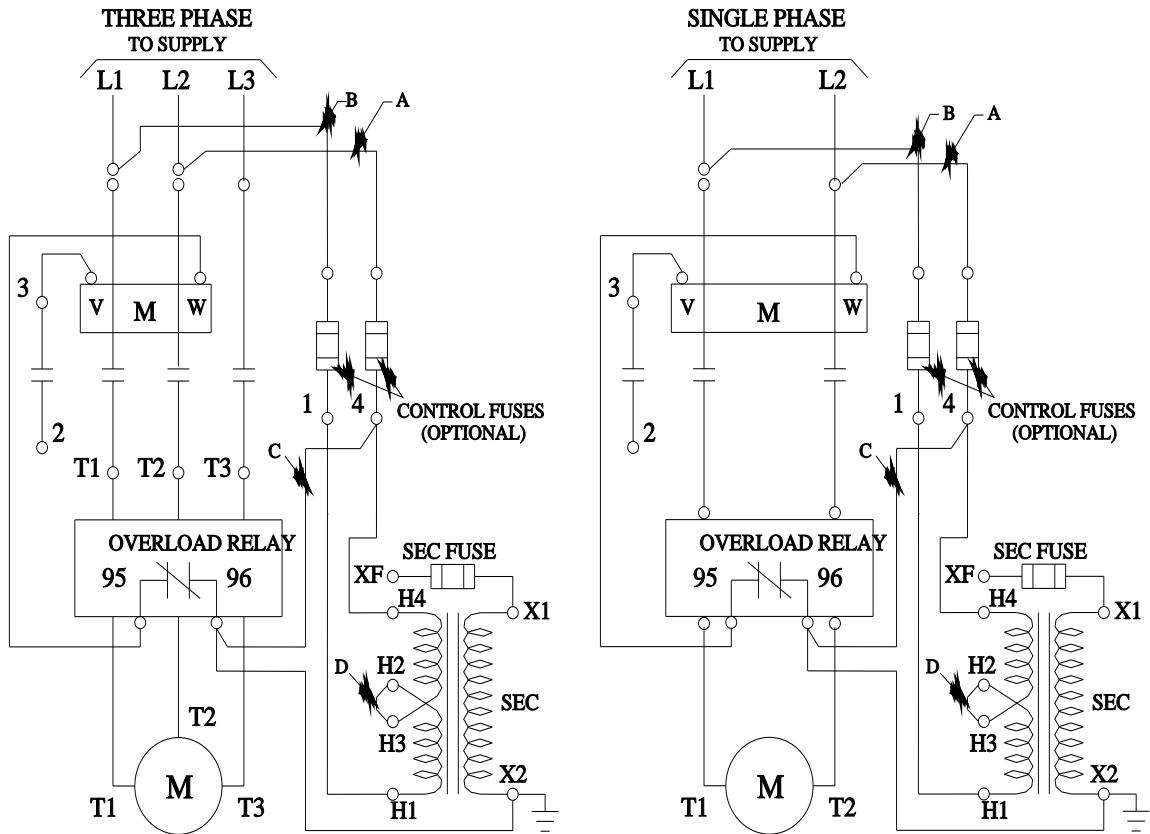 THREE PHASE
TO SUPPLY
L1 L2 L3
B A
3
V M W
1 4
CONTROL FUSES
(OPTIONAL)
2
C
T1 T2 T3
OVERLOAD RELAY
95 96
SEC FUSE
XF
H4 X1
D H2
SEC
H3
T2
X2
M
T1 T3
H1
SINGLE PHASE
TO SUPPLY
L1 L2
B A
3
V M W
1 4
CONTROL FUSES
(OPTIONAL)
2
C
OVERLOAD RELAY
95 96
SEC FUSE
XF
H4 X1
D H2
SEC
H3
X2
M
T1 T2
H1